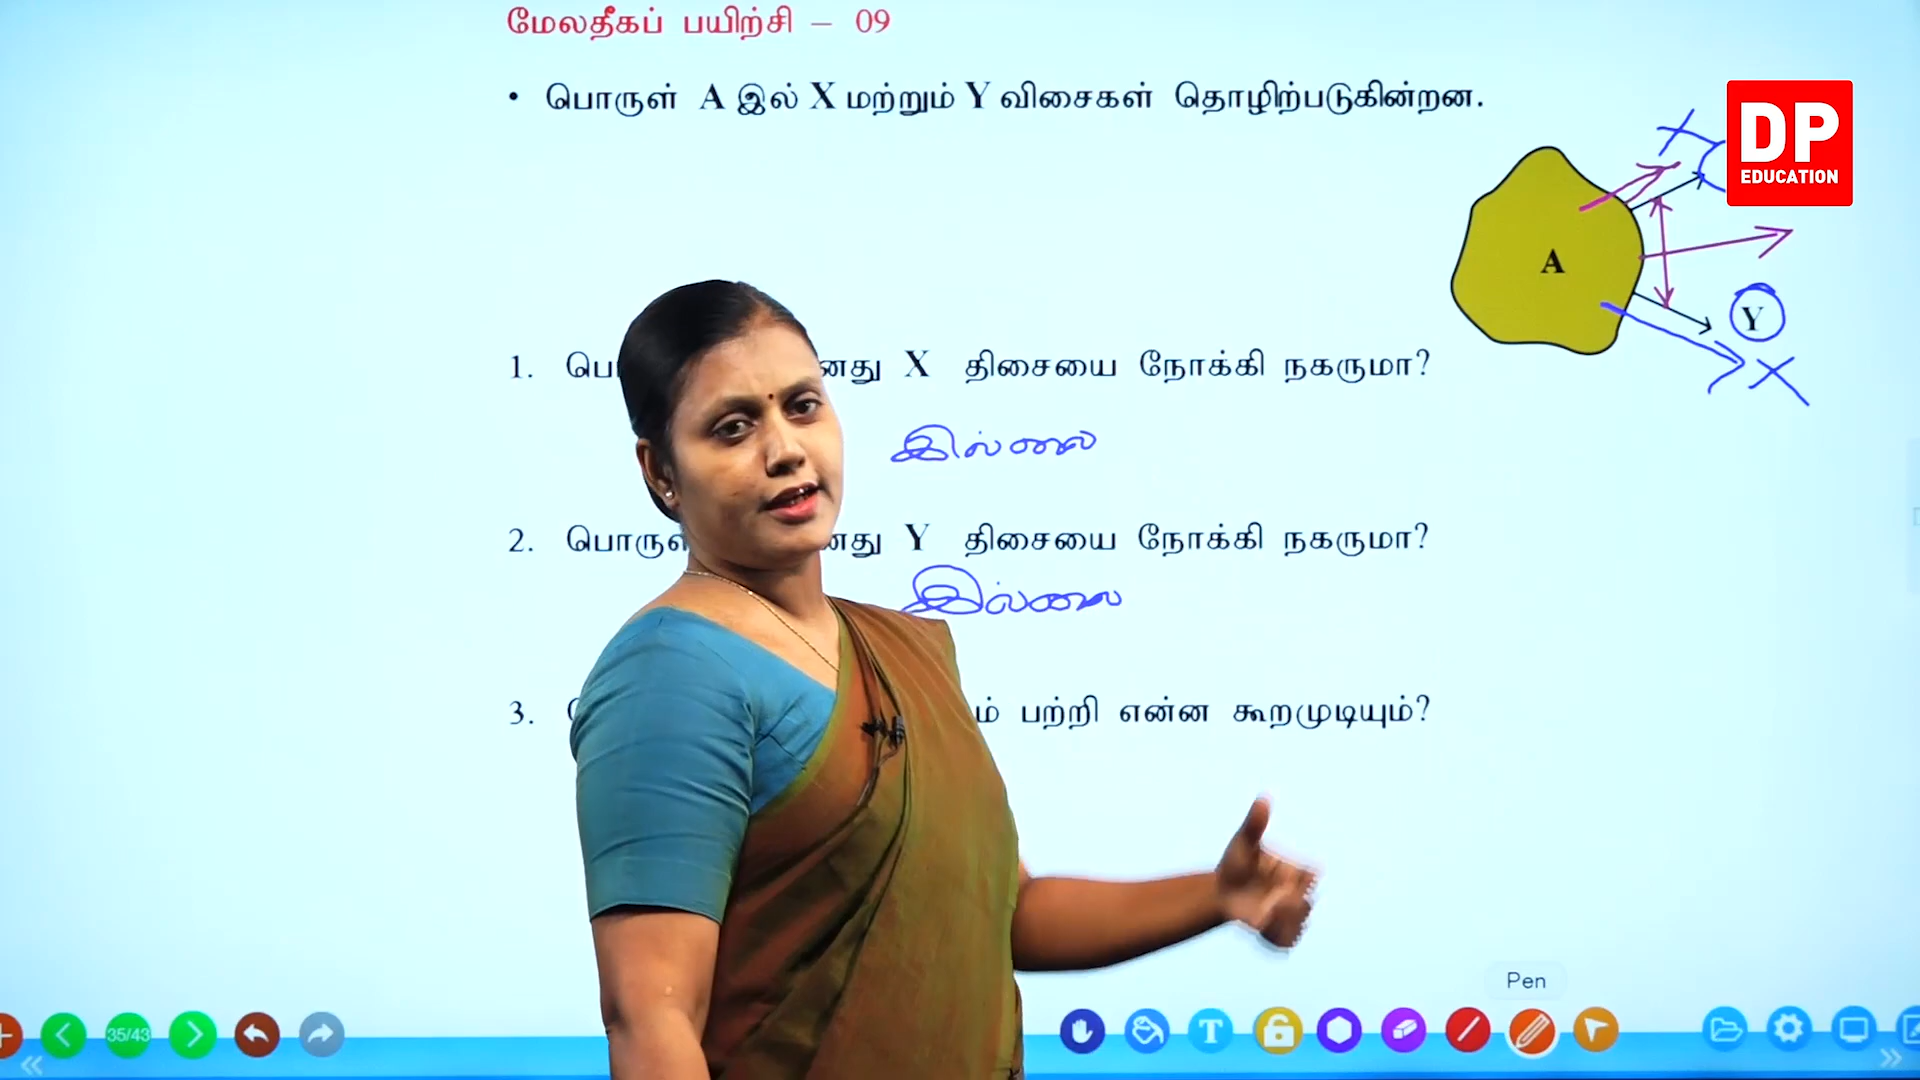 மேலதீகப் பயிற்சி – 09
• பொருள் A இல் X மற்றும் Y விசைகள் தொழிற்படுகின்றன.
X
DP
EDUCATION
A
Y
X
1. னது X திசையை நோக்கி நகருமா?
இல்லை
2. னது Y திசையை நோக்கி நகருமா?
இல்லை
3. பற்றி என்ன கூறமுடியும்?
Pen
35/43
T